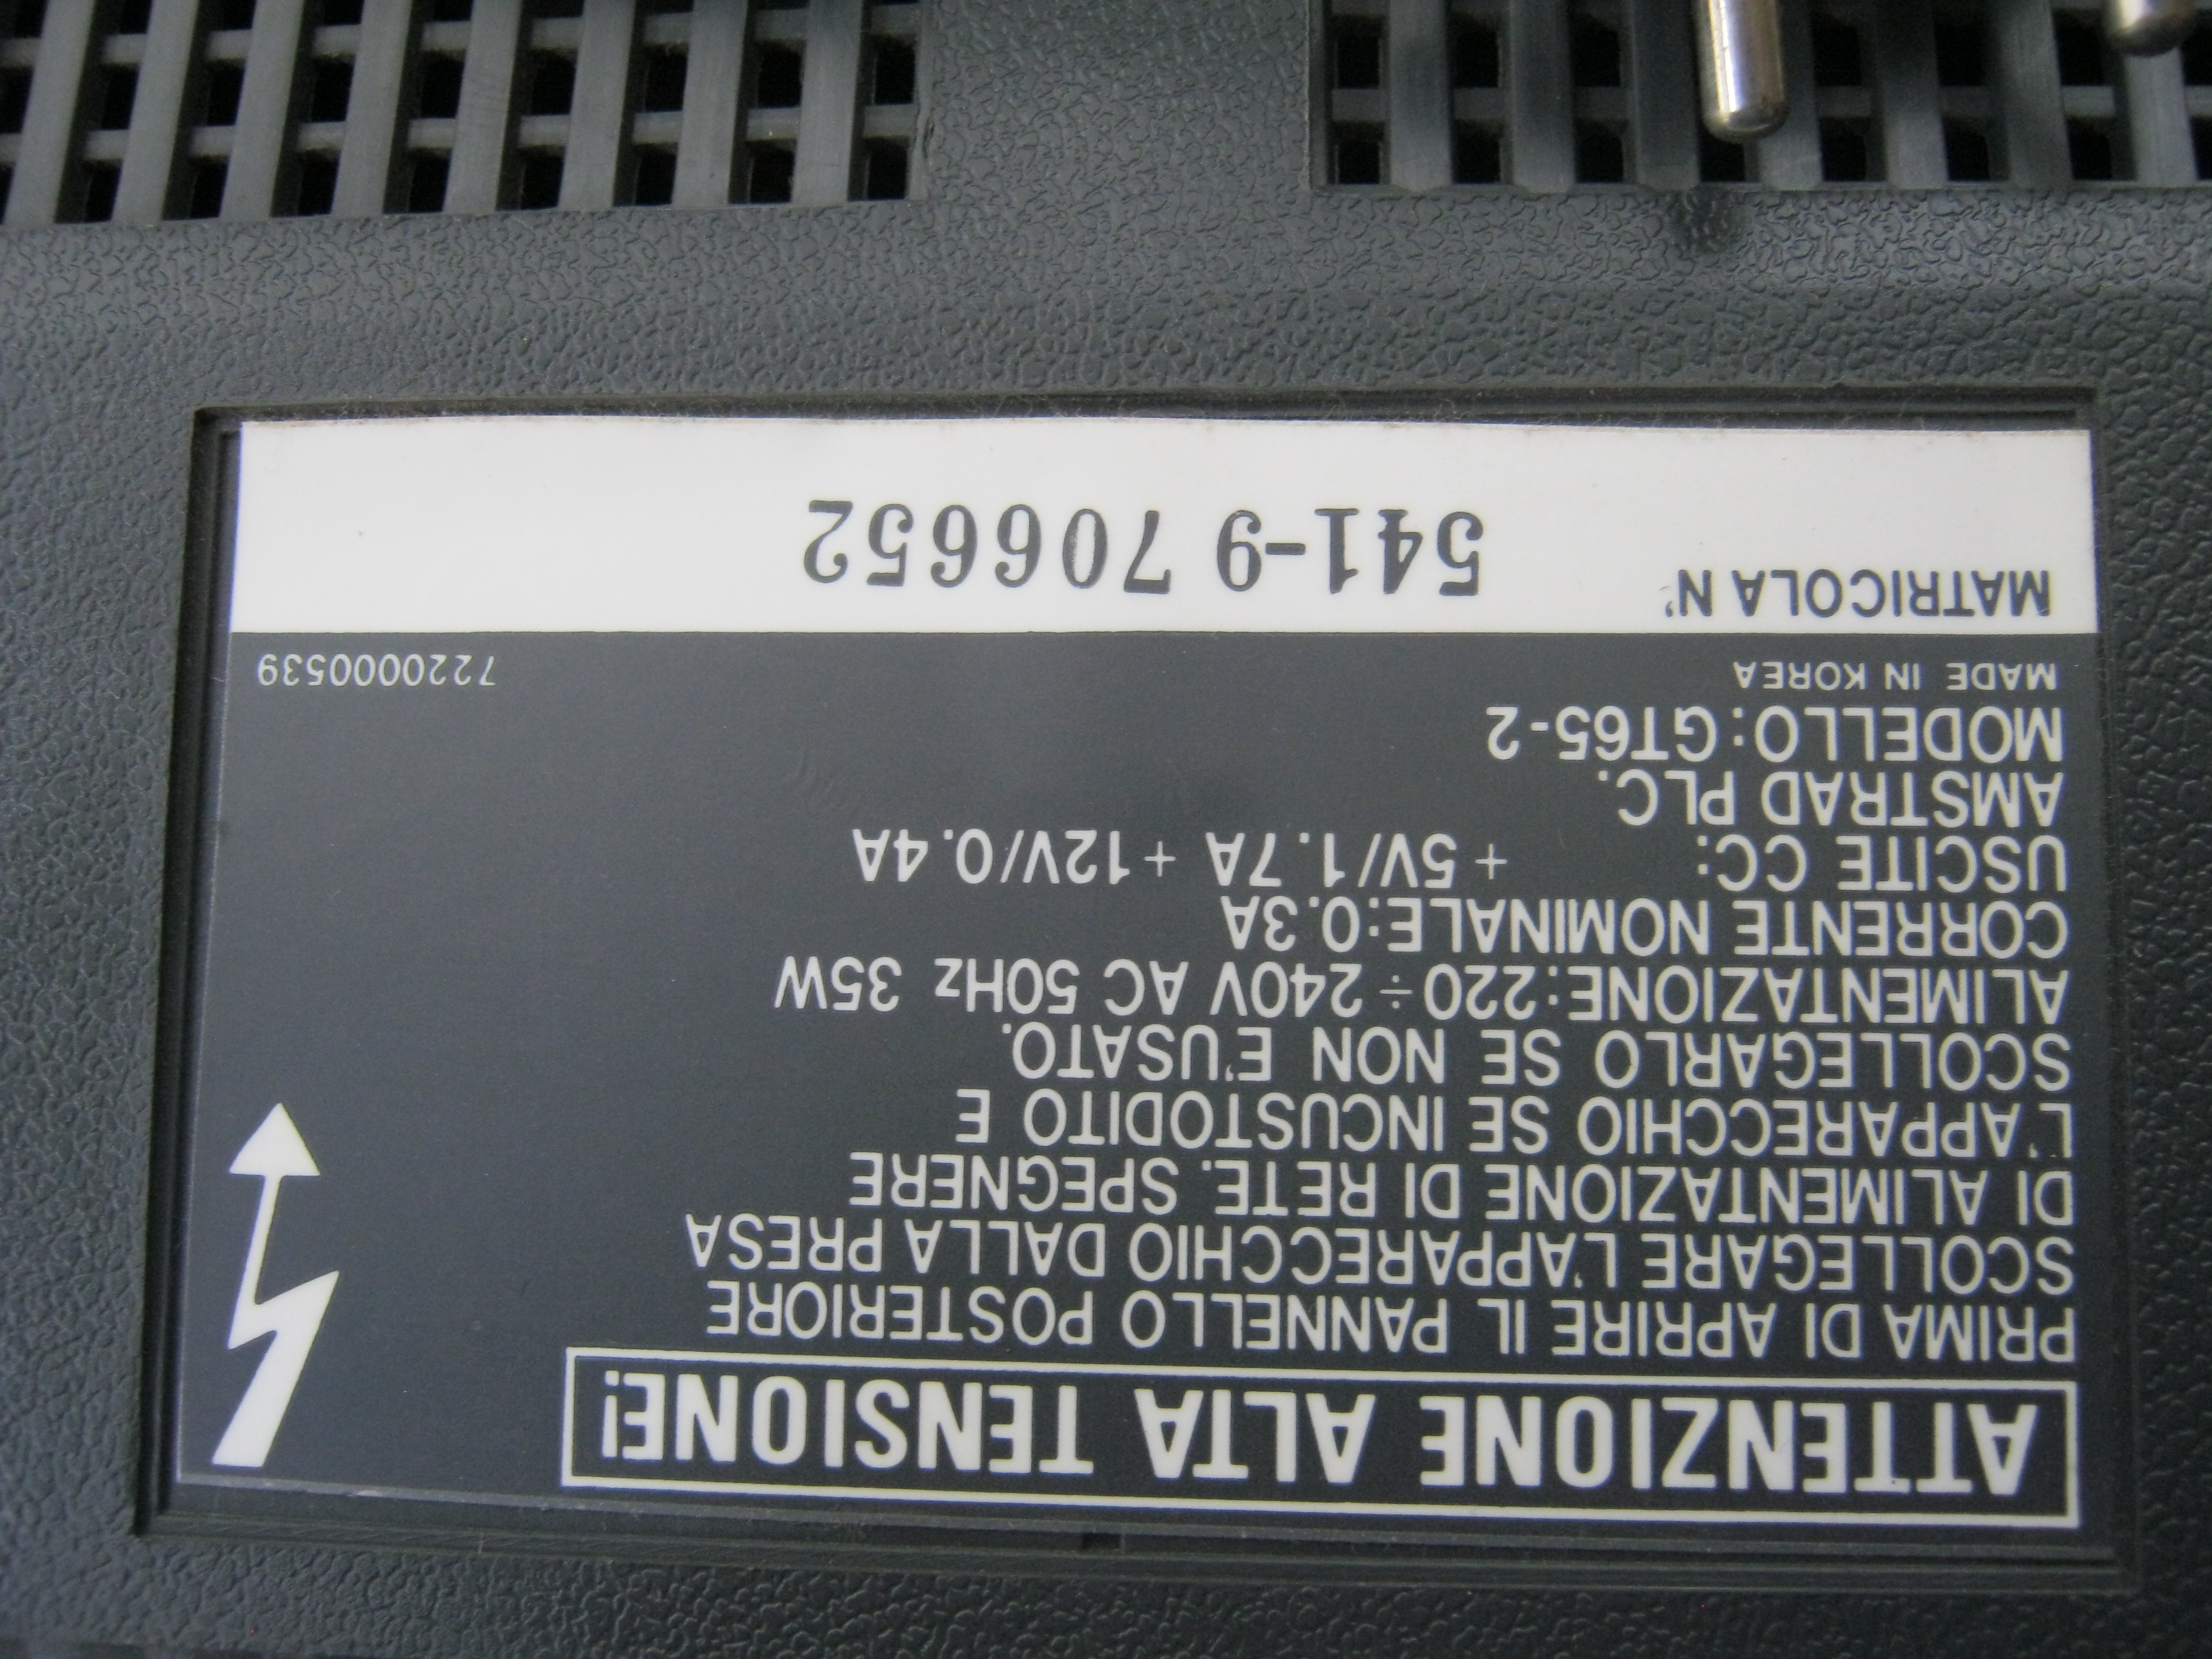 ATTENZIONE ALTA TENSIONE!
PRIMA DI APRIRE IL PANNELLO POSTERIORE
SCOLLEGARE L'APPARECCHIO DALLA PRESA
DI ALIMENTAZIONE DI RETE. SPEGNERE
L'APPARECCHIO SE INCUSTODITO E
SCOLLEGARLO SE NON E'USATO.
ALIMENTAZIONE:220÷240V AC 50Hz 35W
CORRENTE NOMINALE:0.3A
USCITE CC: +5V/1.7A +12V/0.4A
AMSTRAD PLC.
MODELLO:GT65-2
MADE IN KOREA 722000539
MATRICOLA N' 541-9 706652